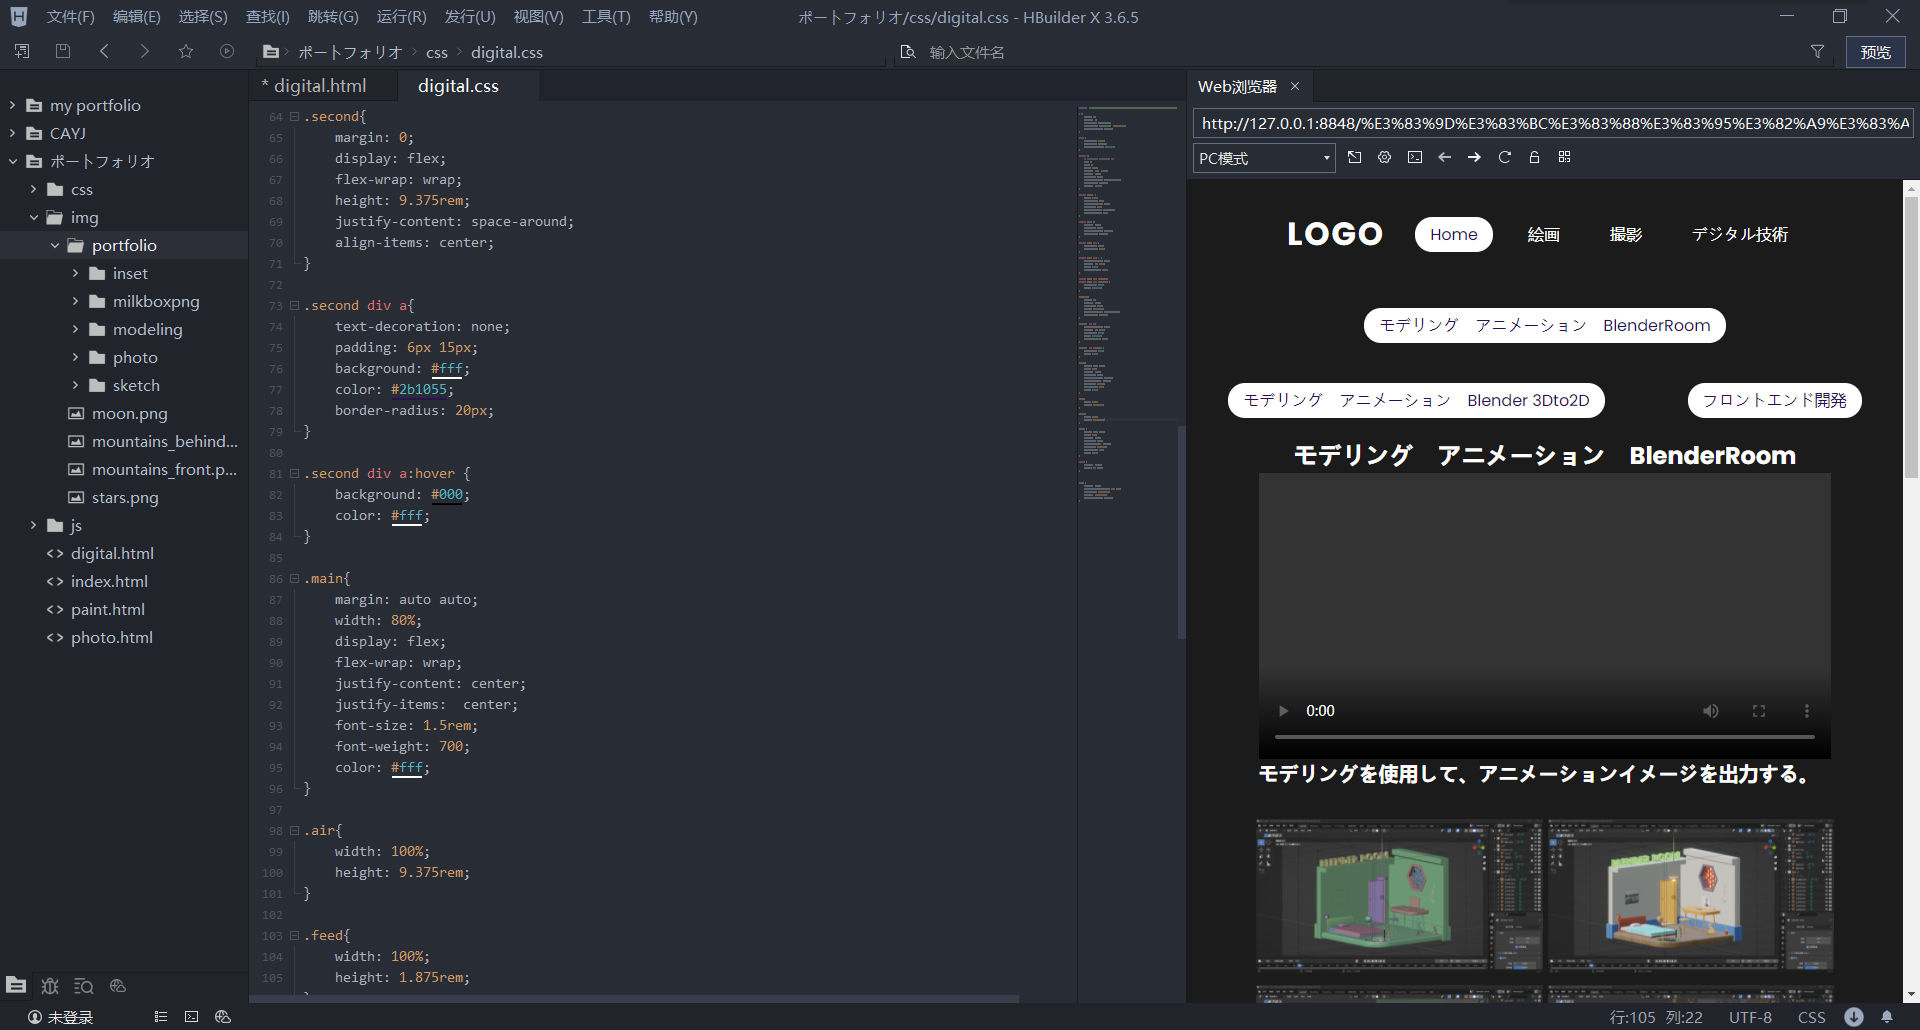 文件(F) 编辑(E) 选择(S) 查找(I) 跳转(G) 运行(R) 发行(U) 视图(V) 工具(T) 帮助(Y)
ポートフォリオ/css/digital.css - HBuilder X 3.6.5
ポートフォリオ css digital.css
输入文件名
预览
my portfolio
CAYJ
ポートフォリオ
css
img
portfolio
inset
milkboxpng
modeling
photo
sketch
moon.png
mountains_behind...
mountains_front.p...
stars.png
js
digital.html
index.html
paint.html
photo.html
* digital.html
digital.css
64 .second{
65 margin: 0;
66 display: flex;
67 flex-wrap: wrap;
68 height: 9.375rem;
69 justify-content: space-around;
70 align-items: center;
71 }
72
73 .second div a{
74 text-decoration: none;
75 padding: 6px 15px;
76 background: #fff;
77 color: #2b1055;
78 border-radius: 20px;
79 }
80
81 .second div a:hover {
82 background: #000;
83 color: #fff;
84 }
85
86 .main{
87 margin: auto auto;
88 width: 80%;
89 display: flex;
90 flex-wrap: wrap;
91 justify-content: center;
92 justify-items:  center;
93 font-size: 1.5rem;
94 font-weight: 700;
95 color: #fff;
96 }
97
98 .air{
99 width: 100%;
100 height: 9.375rem;
101 }
102
103 .feed{
104 width: 100%;
105 height: 1.875rem;
Web浏览器
http://127.0.0.1:8848/%E3%83%9D%E3%83%BC%E3%83%88%E3%83%95%E3%82%A9%E3%83%A
PC模式
LOGO Home 絵画 撮影 デジタル技術
モデリング　アニメーション　BlenderRoom
モデリング　アニメーション　Blender 3Dto2D
フロントエンド開発
モデリング　アニメーション　BlenderRoom
0:00
モデリングを使用して、アニメーションイメージを出力する。
BLENDER ROOM
BLENDER ROOM
未登录
行:105 列:22 UTF-8 CSS